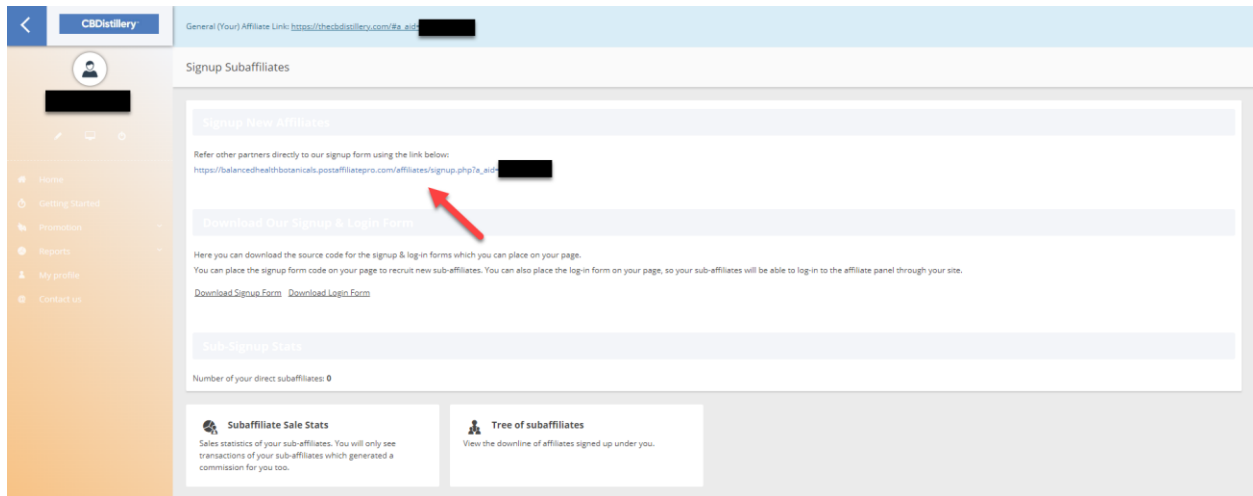 CBDistillery
General (Your) Affiliate Link: https://thecbdistillery.com/#a_aid=
Signup Subaffiliates
Signup New Affiliates
Refer other partners directly to our signup form using the link below:
https://balancedhealthbotanicals.postaffiliatepro.com/affiliates/signup.php?a_aid=
Home
Getting Started
Promotion
Reports
My profile
Contact us
Download Our Signup & Login Form
Here you can download the source code for the signup & log-in forms which you can place on your page.
You can place the signup form code on your page to recruit new sub-affiliates. You can also place the log-in form on your page, so your sub-affiliates will be able to log-in to the affiliate panel through your site.
Download Signup Form Download Login Form
Sub-Signup Stats
Number of your direct subaffiliates: 0
Subaffiliate Sale Stats
Sales statistics of your sub-affiliates. You will only see
transactions of your sub-affiliates which generated a
commission for you too.
Tree of subaffiliates
View the downline of affiliates signed up under you.